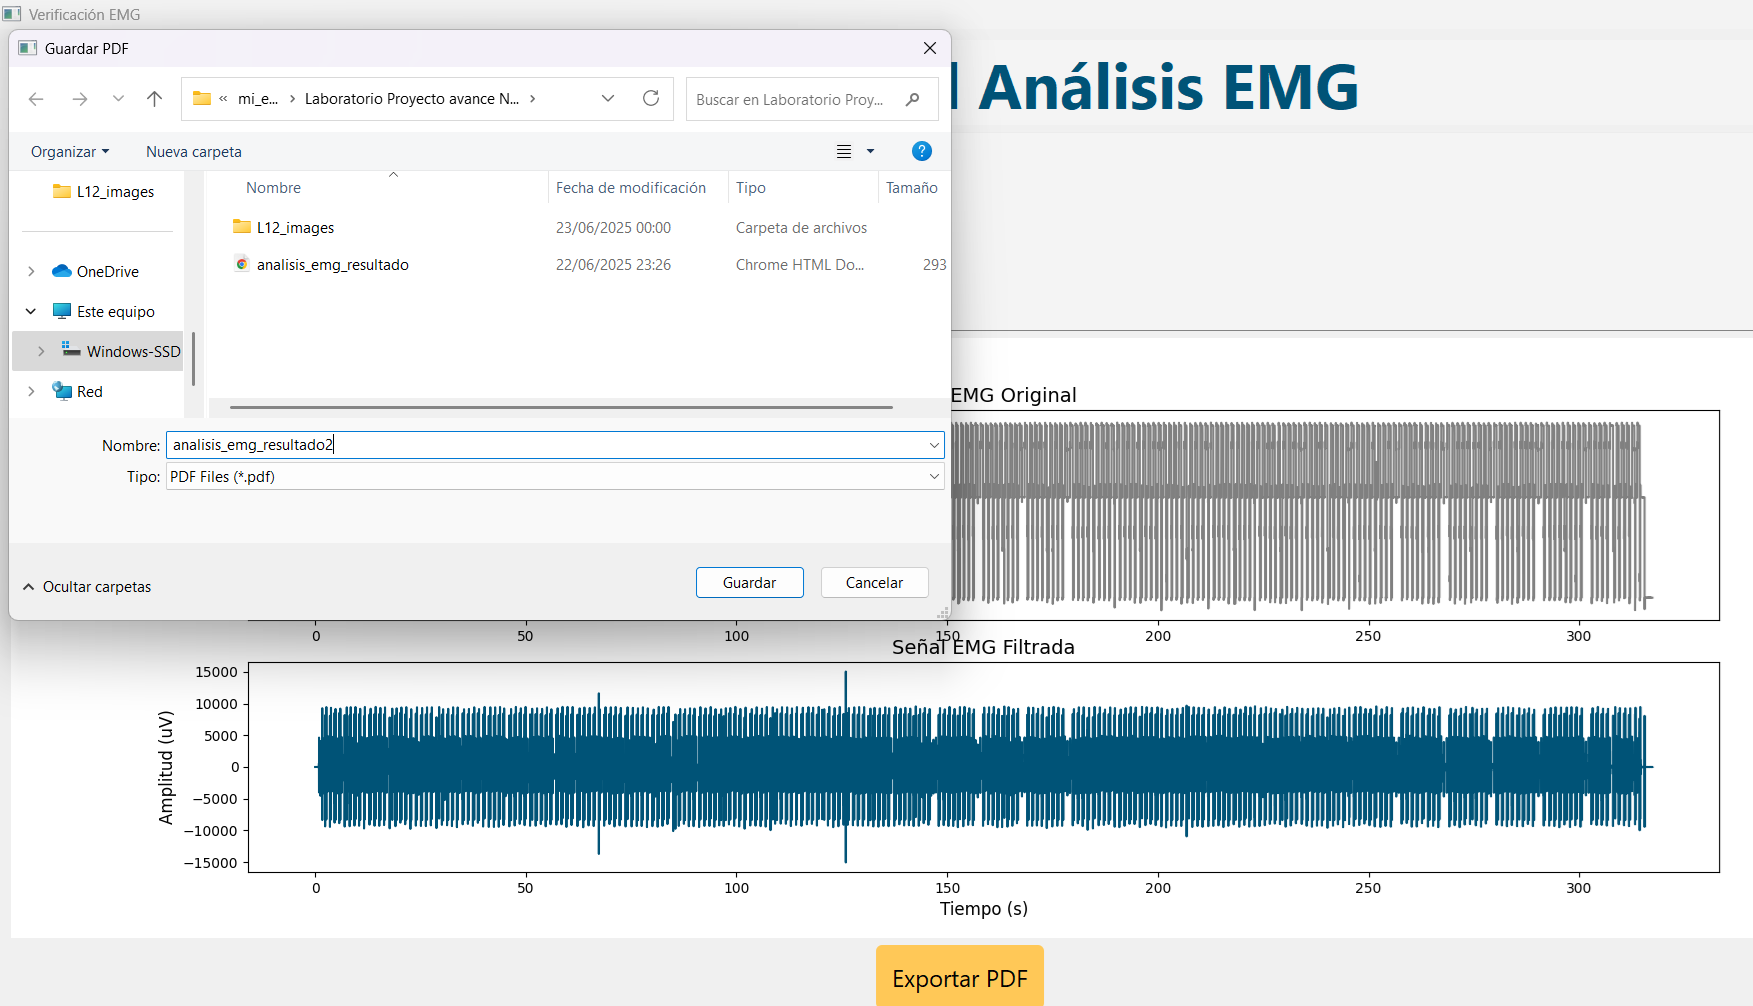 Verificación EMG
Guardar PDF
Análisis EMG
« mi_e... > Laboratorio Proyecto avance N... >
Buscar en Laboratorio Proy...
Organizar
Nueva carpeta
L12_images
OneDrive
Este equipo
Windows-SSD
Red
Nombre Fecha de modificación Tipo Tamaño
L12_images 23/06/2025 00:00 Carpeta de archivos
analisis_emg_resultado 22/06/2025 23:26 Chrome HTML Do... 293
Nombre: analisis_emg_resultado2
Tipo: PDF Files (*.pdf)
Ocultar carpetas
Guardar
Cancelar
EMG Original
0 50 100 150 200 250 300
Señal EMG Filtrada
15000
10000
5000
0
−5000
−10000
−15000
Amplitud (uV)
0 50 100 150 200 250 300
Tiempo (s)
Exportar PDF